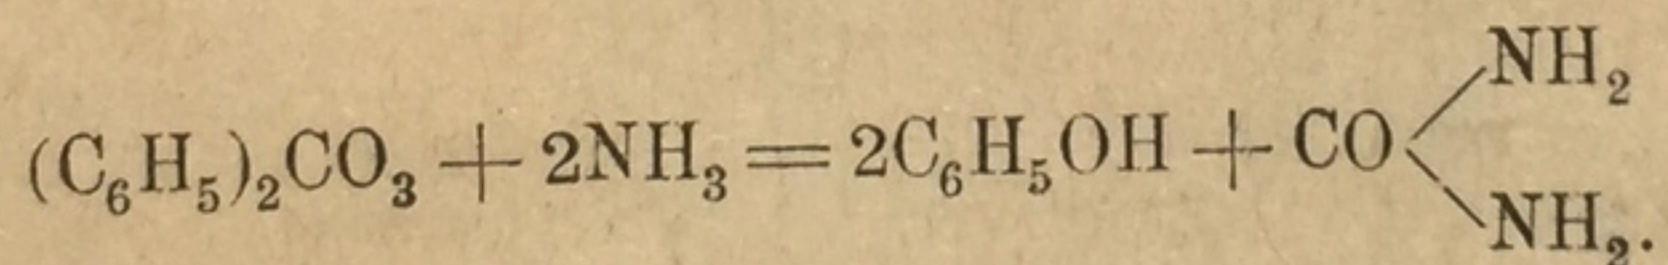 NH₂
(C₆H₅)₂CO₃ + 2NH₃ = 2C₆H₅OH + CO
NH₂.